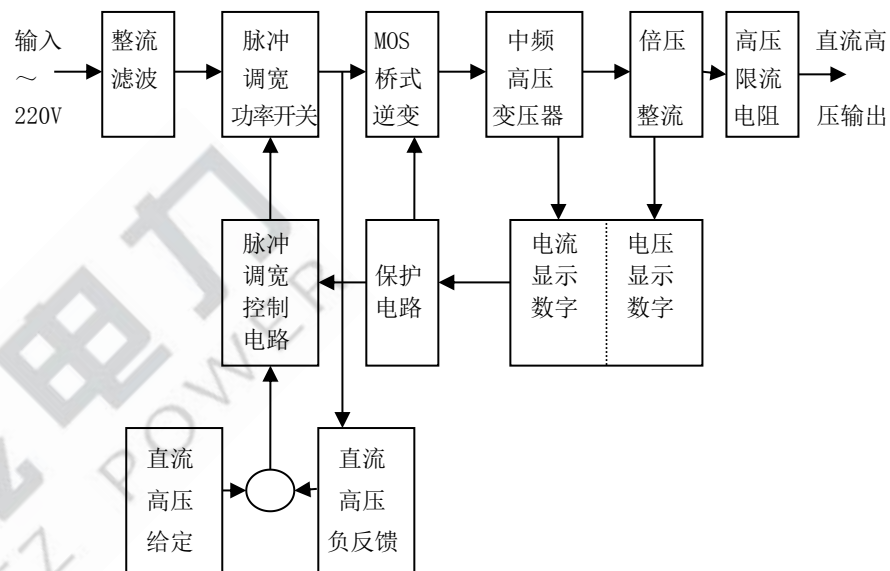 输入
～
220V
整流
滤波
脉冲
调宽
功率开关
MOS
桥式
逆变
中频
高压
变压器
倍压
整流
高压
限流
电阻
直流高
压输出
脉冲
调宽
控制
电路
保护
电路
电流
显示
数字
电压
显示
数字
直流
高压
给定
直流
高压
负反馈
电力
POWER